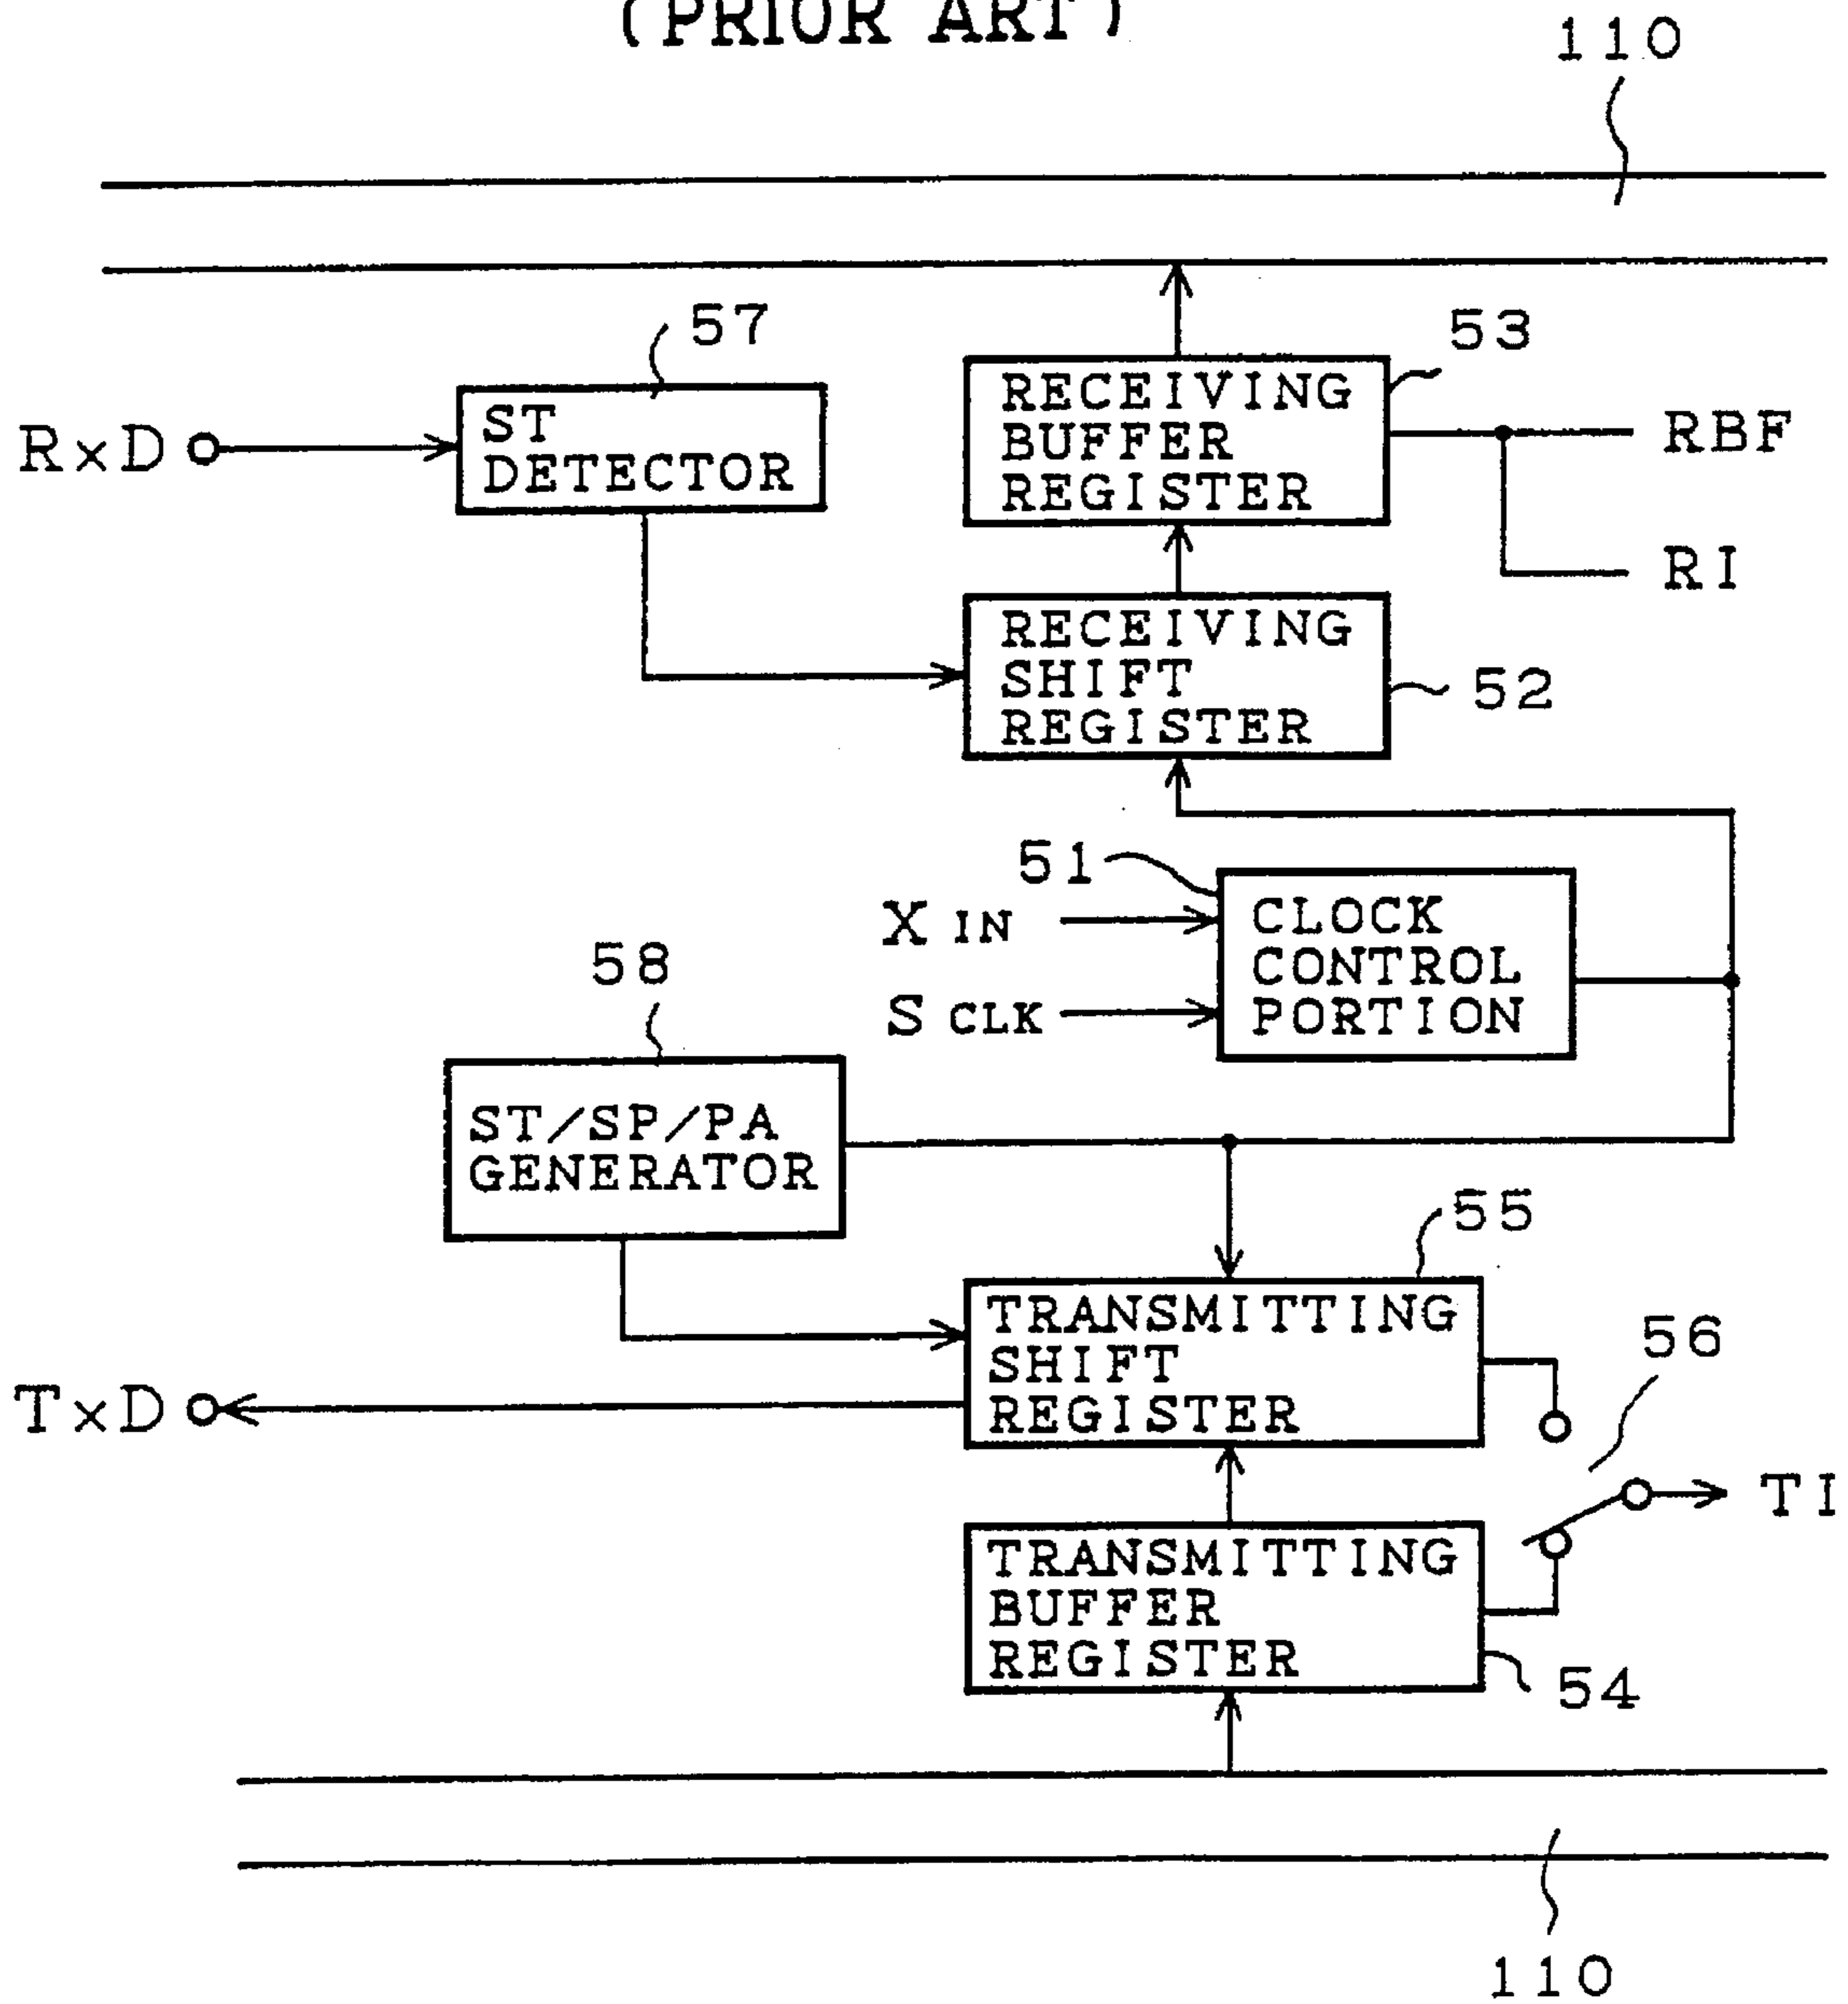 (PRIOR ART)
110
57
53
RxD
ST
DETECTOR
RECEIVING
BUFFER
REGISTER
RBF
RI
RECEIVING
SHIFT
REGISTER
52
51
X IN
S CLK
CLOCK
CONTROL
PORTION
58
ST/SP/PA
GENERATOR
55
TRANSMITTING
SHIFT
REGISTER
56
TxD
TI
TRANSMITTING
BUFFER
REGISTER
54
110